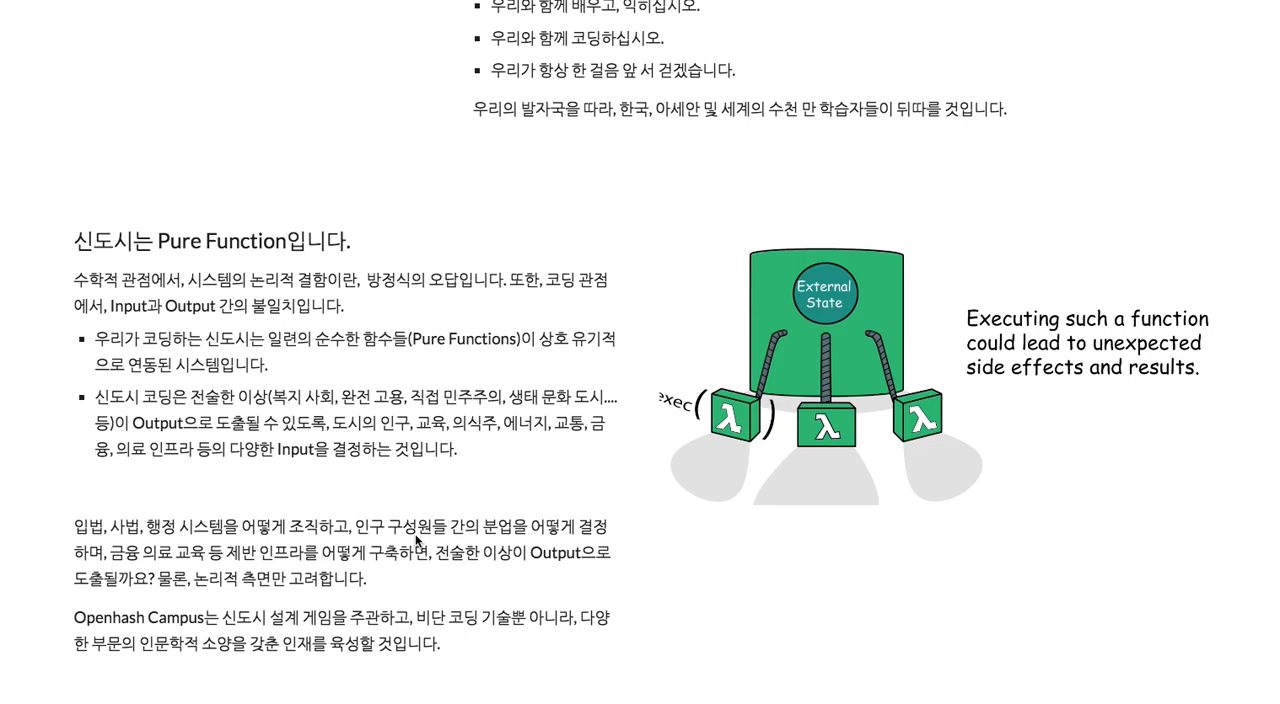 우리와 함께 배우고, 익히십시오.
우리와 함께 코딩하십시오.
우리가 항상 한 걸음 앞 서 걷겠습니다.
우리의 발자국을 따라, 한국, 아세안 및 세계의 수천 만 학습자들이 뒤따를 것입니다.
신도시는 Pure Function입니다.
수학적 관점에서, 시스템의 논리적 결함이란, 방정식의 오답입니다. 또한, 코딩 관점
에서, Input과 Output 간의 불일치입니다.
우리가 코딩하는 신도시는 일련의 순수한 함수들(Pure Functions)이 상호 유기적
으로 연동된 시스템입니다.
신도시 코딩은 전술한 이상(복지 사회, 완전 고용, 직접 민주주의, 생태 문화 도시....
등)이 Output으로 도출될 수 있도록, 도시의 인구, 교육, 의식주, 에너지, 교통, 금
융, 의료 인프라 등의 다양한 Input을 결정하는 것입니다.
입법, 사법, 행정 시스템을 어떻게 조직하고, 인구 구성원들 간의 분업을 어떻게 결정
하며, 금융 의료 교육 등 제반 인프라를 어떻게 구축하면, 전술한 이상이 Output으로
도출될까요? 물론, 논리적 측면만 고려합니다.
Openhash Campus는 신도시 설계 게임을 주관하고, 비단 코딩 기술뿐 아니라, 다양
한 부문의 인문학적 소양을 갖춘 인재를 육성할 것입니다.
External
State
Executing such a function
could lead to unexpected
side effects and results.
exec(λ) λ λ